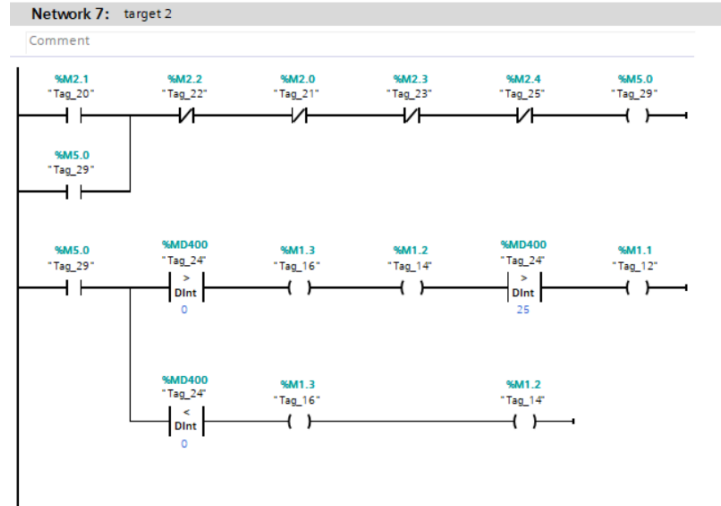 Network 7: target 2
Comment
%M2.1 %M2.2 %M2.0 %M2.3 %M2.4 %M5.0
"Tag_20" "Tag_22" "Tag_21" "Tag_23" "Tag_25" "Tag_29"
%M5.0
"Tag_29"
%M5.0 %MD400 %M1.3 %M1.2 %MD400 %M1.1
"Tag_29" "Tag_24" "Tag_16" "Tag_14" "Tag_24" "Tag_12"
> >
DInt DInt
0 25
%MD400 %M1.3 %M1.2
"Tag_24" "Tag_16" "Tag_14"
<
DInt
0